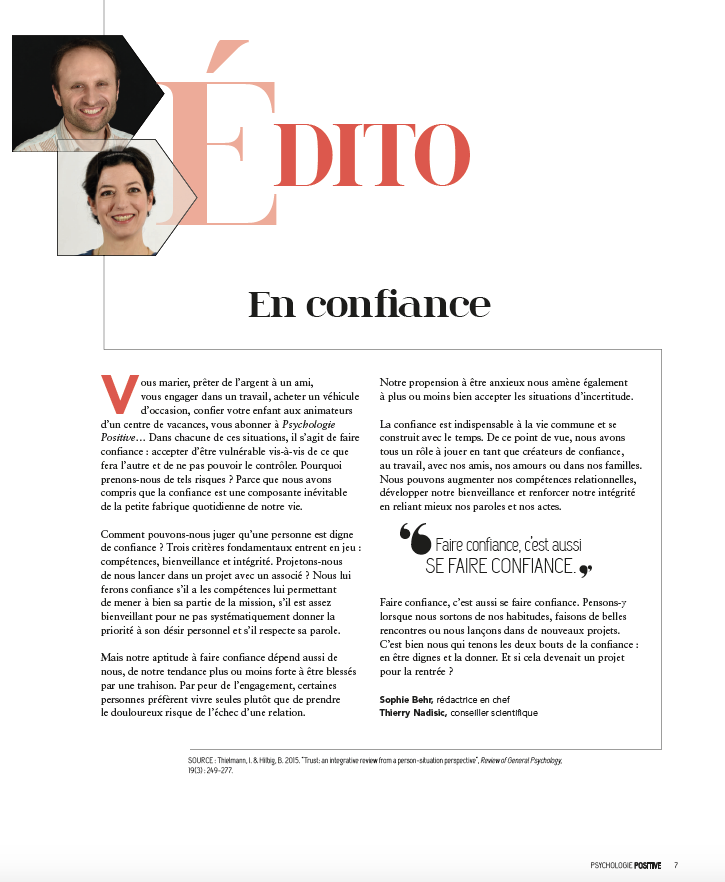 ÉDITO
En confiance
Vous marier, prêter de l'argent à un ami,
vous engager dans un travail, acheter un véhicule
d'occasion, confier votre enfant aux animateurs
d'un centre de vacances, vous abonner à Psychologie
Positive… Dans chacune de ces situations, il s'agit de faire
confiance : accepter d'être vulnérable vis-à-vis de ce que
fera l'autre et de ne pas pouvoir le contrôler. Pourquoi
prenons-nous de tels risques ? Parce que nous avons
compris que la confiance est une composante inévitable
de la petite fabrique quotidienne de notre vie.
Comment pouvons-nous juger qu'une personne est digne
de confiance ? Trois critères fondamentaux entrent en jeu :
compétences, bienveillance et intégrité. Projetons-nous
de nous lancer dans un projet avec un associé ? Nous lui
ferons confiance s'il a les compétences lui permettant
de mener à bien sa partie de la mission, s'il est assez
bienveillant pour ne pas systématiquement donner la
priorité à son désir personnel et s'il respecte sa parole.
Mais notre aptitude à faire confiance dépend aussi de
nous, de notre tendance plus ou moins forte à être blessés
par une trahison. Par peur de l'engagement, certaines
personnes préfèrent vivre seules plutôt que de prendre
le douloureux risque de l'échec d'une relation.
Notre propension à être anxieux nous amène également
à plus ou moins bien accepter les situations d'incertitude.
La confiance est indispensable à la vie commune et se
construit avec le temps. De ce point de vue, nous avons
tous un rôle à jouer en tant que créateurs de confiance,
au travail, avec nos amis, nos amours ou dans nos familles.
Nous pouvons augmenter nos compétences relationnelles,
développer notre bienveillance et renforcer notre intégrité
en reliant mieux nos paroles et nos actes.
❝Faire confiance, c'est aussi
SE FAIRE CONFIANCE.❞
Faire confiance, c'est aussi se faire confiance. Pensons-y
lorsque nous sortons de nos habitudes, faisons de belles
rencontres ou nous lançons dans de nouveaux projets.
C'est bien nous qui tenons les deux bouts de la confiance :
en être dignes et la donner. Et si cela devenait un projet
pour la rentrée ?
Sophie Behr, rédactrice en chef
Thierry Nadisic, conseiller scientifique
SOURCE : Thielmann, I. & Hilbig, B. 2015. "Trust: an integrative review from a person-situation perspective", Review of General Psychology,
19(3) : 249-277.
PSYCHOLOGIE POSITIVE 7